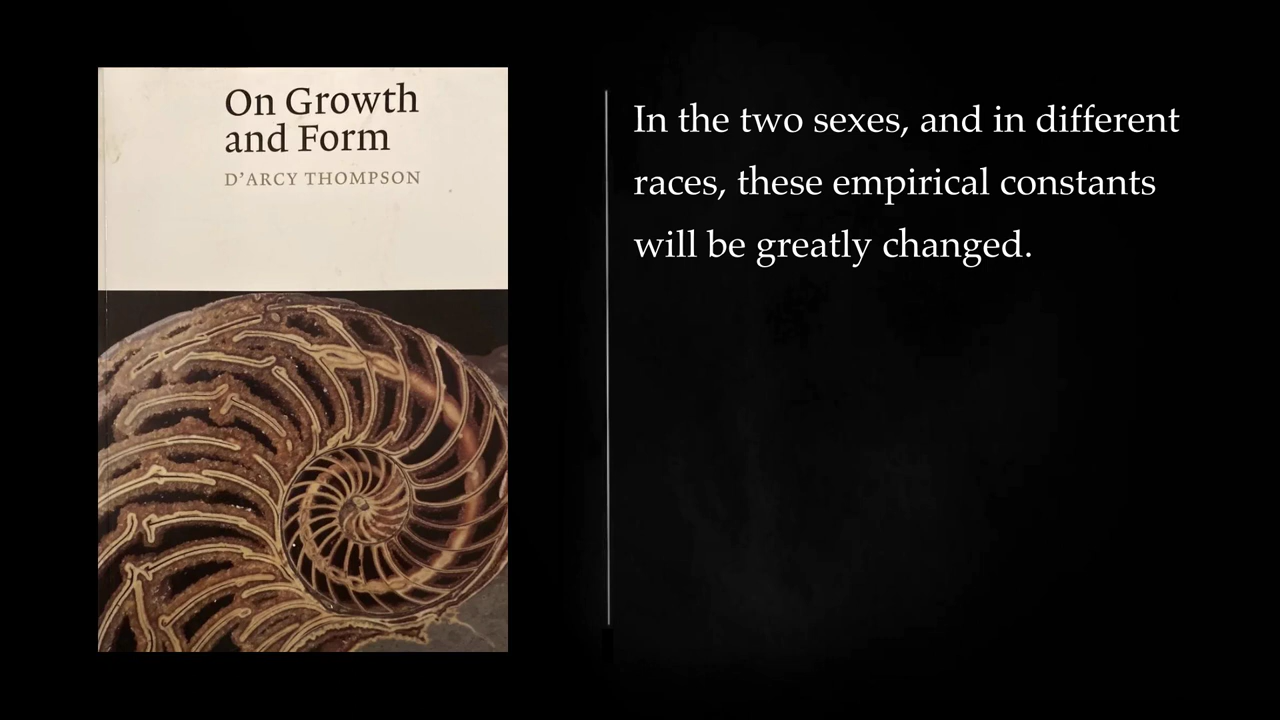 On Growth
and Form
D'ARCY THOMPSON
In the two sexes, and in different
races, these empirical constants
will be greatly changed.